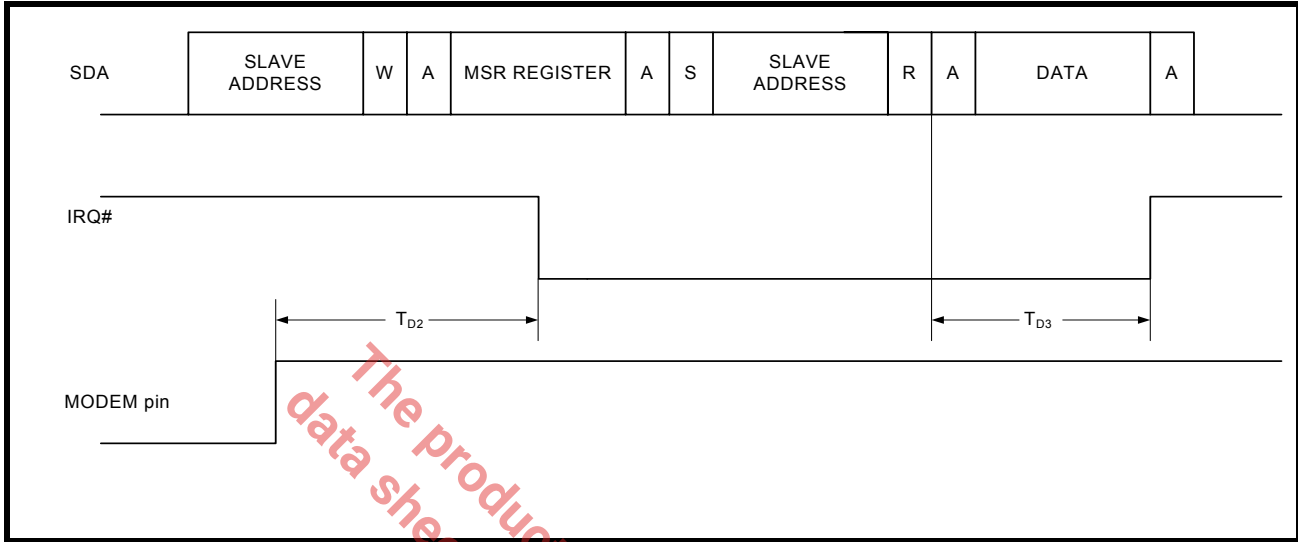 SDA
SLAVE
ADDRESS
W
A
MSR REGISTER
A
S
SLAVE
ADDRESS
R
A
DATA
A
IRQ#
TD2
TD3
MODEM pin
The produc
data she